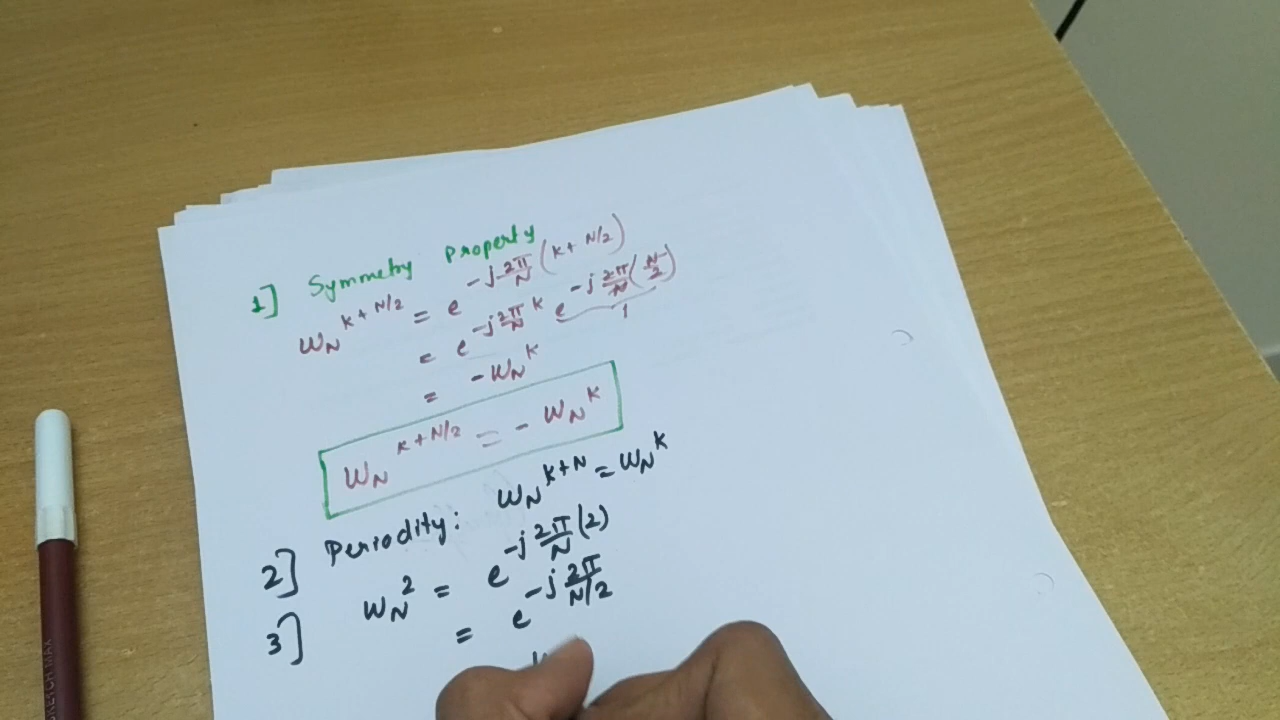 1] Symmetry Property
W_N^{K+N/2} = e^{-j 2π/N (K+N/2)}
= e^{-j 2π/N K} e^{-j 2π/N (N/2)}
1
= -W_N^K
W_N^{K+N/2} = -W_N^K
2] Periodity: W_N^{K+N} = W_N^K
3] W_N^2 = e^{-j 2π/N (2)}
= e^{-j 2π/(N/2)}